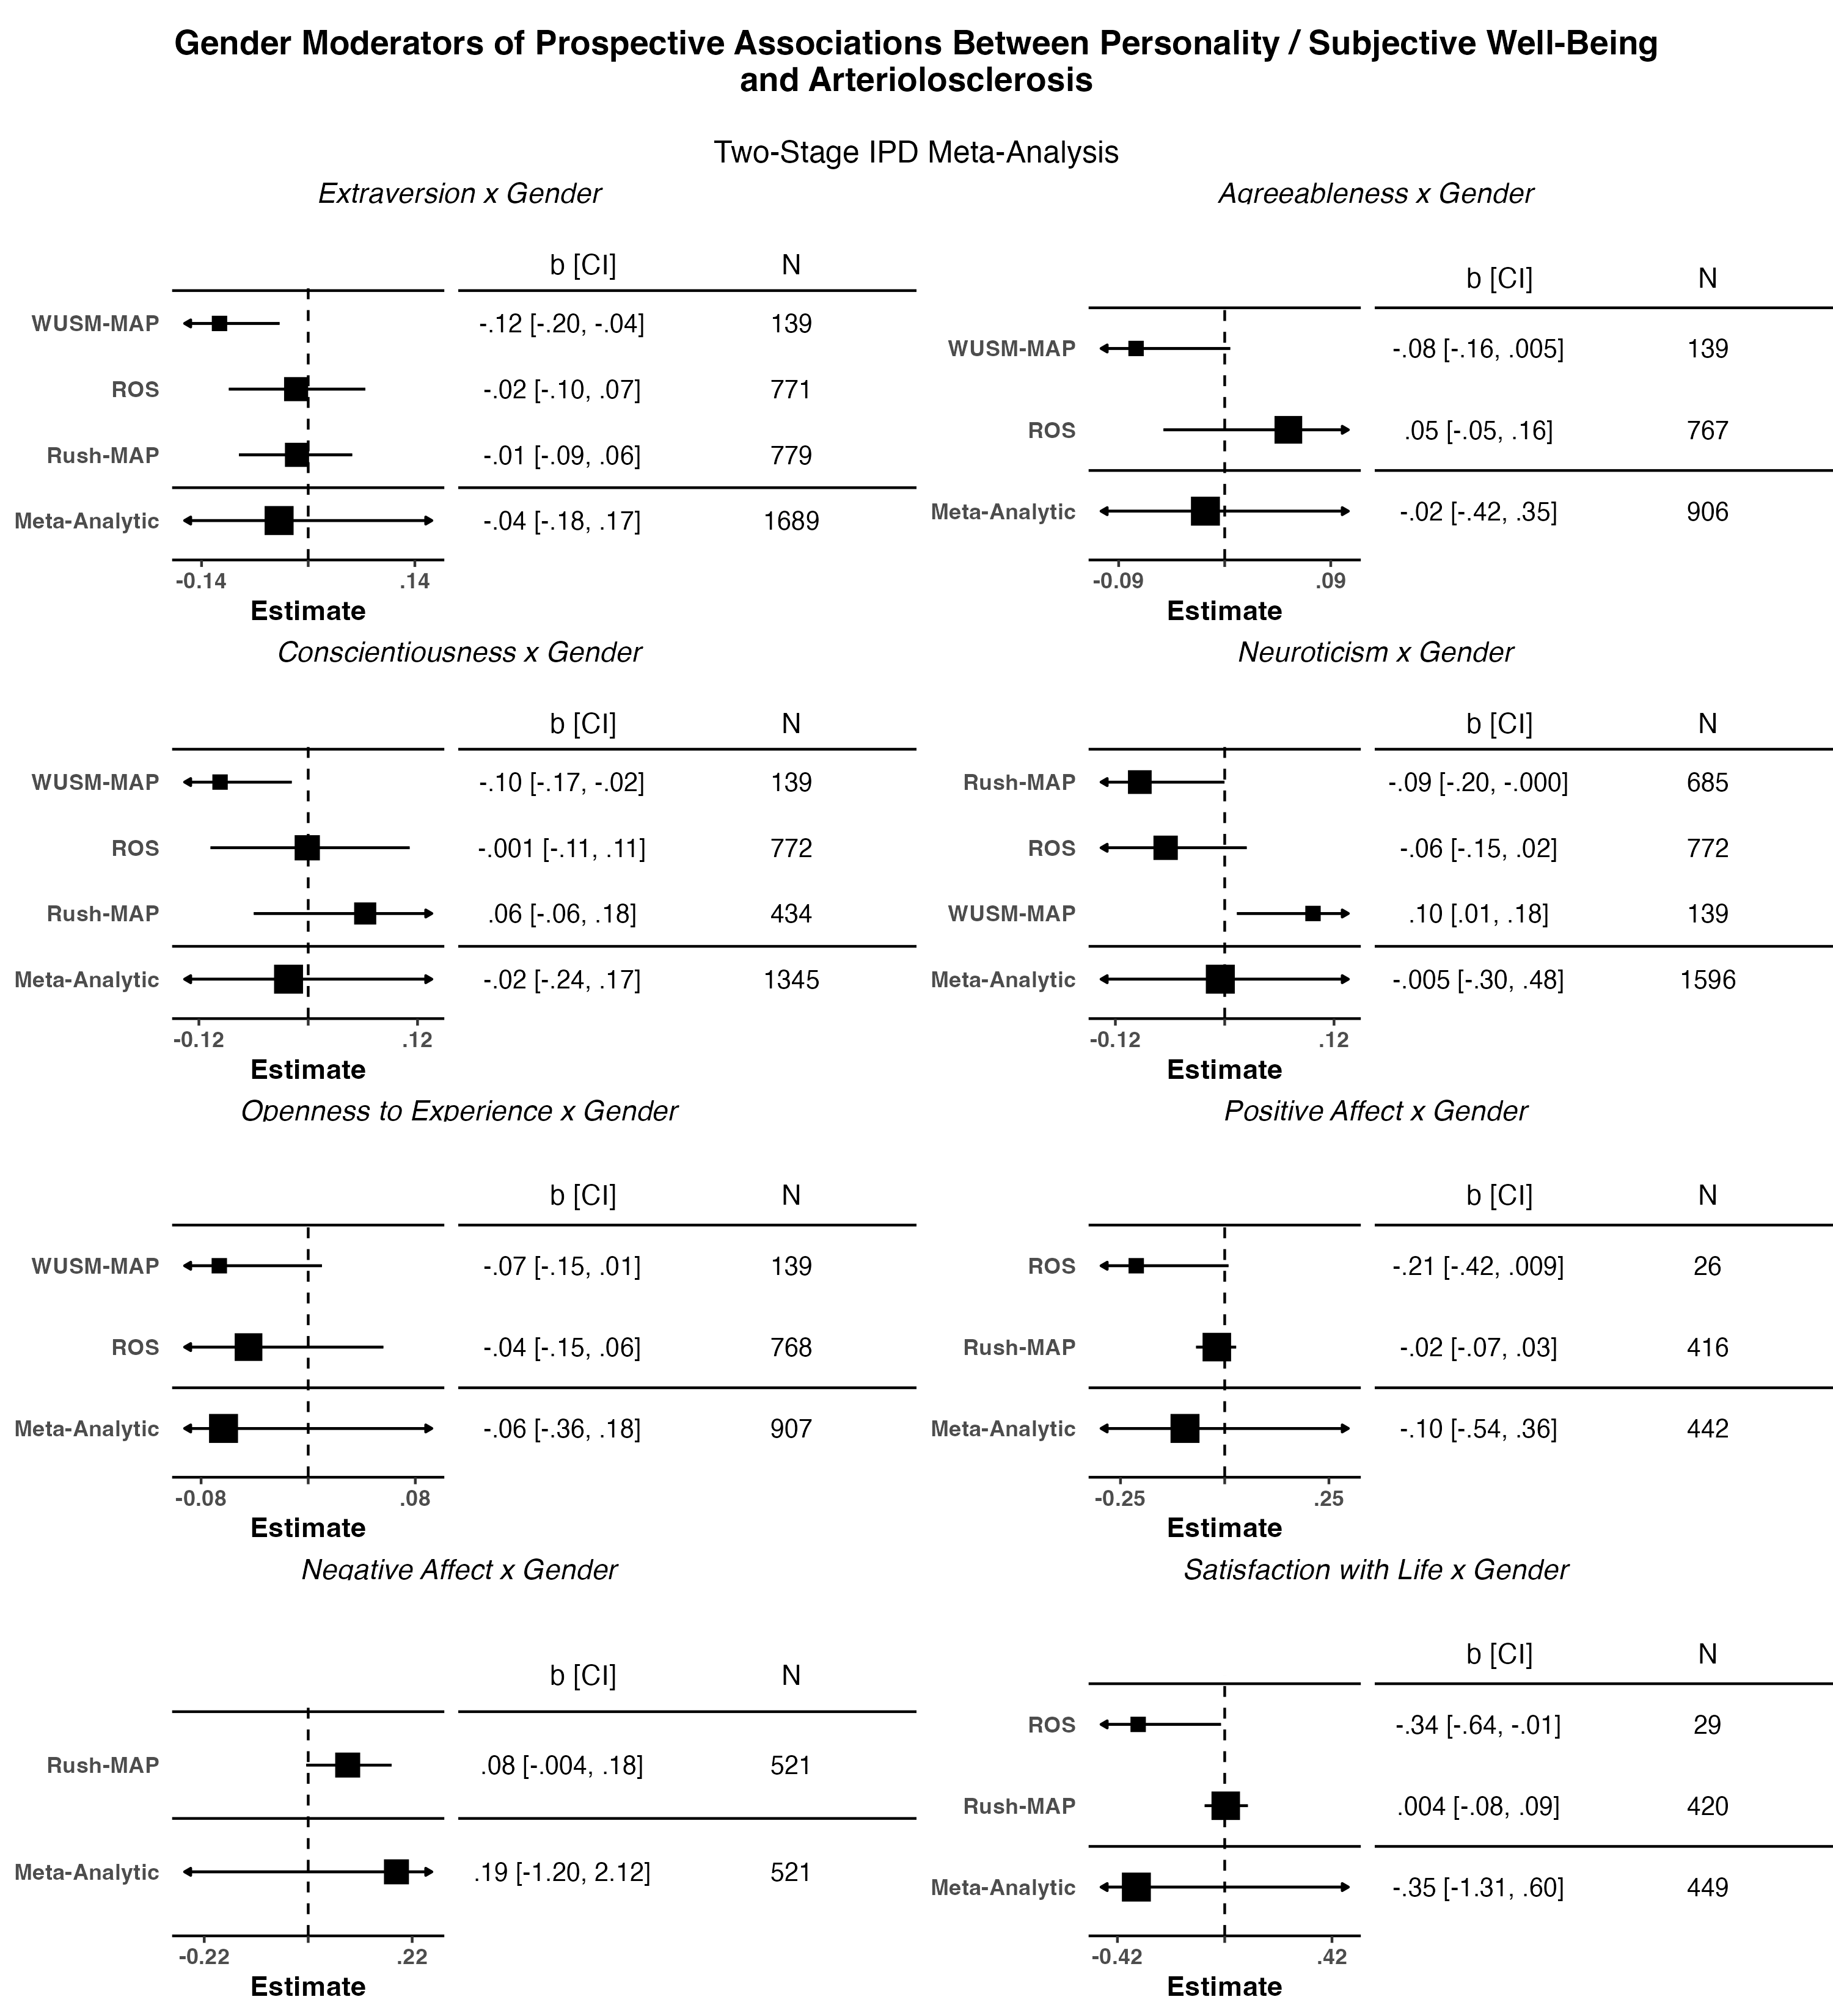 Gender Moderators of Prospective Associations Between Personality / Subjective Well-Being
and Arteriolosclerosis
Two-Stage IPD Meta-Analysis
Extraversion x Gender
b [CI] N
WUSM-MAP -.12 [-.20, -.04] 139
ROS -.02 [-.10, .07] 771
Rush-MAP -.01 [-.09, .06] 779
Meta-Analytic -.04 [-.18, .17] 1689
-0.14 .14
Estimate
Agreeableness x Gender
b [CI] N
WUSM-MAP -.08 [-.16, .005] 139
ROS .05 [-.05, .16] 767
Meta-Analytic -.02 [-.42, .35] 906
-0.09 .09
Estimate
Conscientiousness x Gender
b [CI] N
WUSM-MAP -.10 [-.17, -.02] 139
ROS -.001 [-.11, .11] 772
Rush-MAP .06 [-.06, .18] 434
Meta-Analytic -.02 [-.24, .17] 1345
-0.12 .12
Estimate
Neuroticism x Gender
b [CI] N
Rush-MAP -.09 [-.20, -.000] 685
ROS -.06 [-.15, .02] 772
WUSM-MAP .10 [.01, .18] 139
Meta-Analytic -.005 [-.30, .48] 1596
-0.12 .12
Estimate
Openness to Experience x Gender
b [CI] N
WUSM-MAP -.07 [-.15, .01] 139
ROS -.04 [-.15, .06] 768
Meta-Analytic -.06 [-.36, .18] 907
-0.08 .08
Estimate
Positive Affect x Gender
b [CI] N
ROS -.21 [-.42, .009] 26
Rush-MAP -.02 [-.07, .03] 416
Meta-Analytic -.10 [-.54, .36] 442
-0.25 .25
Estimate
Negative Affect x Gender
b [CI] N
Rush-MAP .08 [-.004, .18] 521
Meta-Analytic .19 [-1.20, 2.12] 521
-0.22 .22
Estimate
Satisfaction with Life x Gender
b [CI] N
ROS -.34 [-.64, -.01] 29
Rush-MAP .004 [-.08, .09] 420
Meta-Analytic -.35 [-1.31, .60] 449
-0.42 .42
Estimate